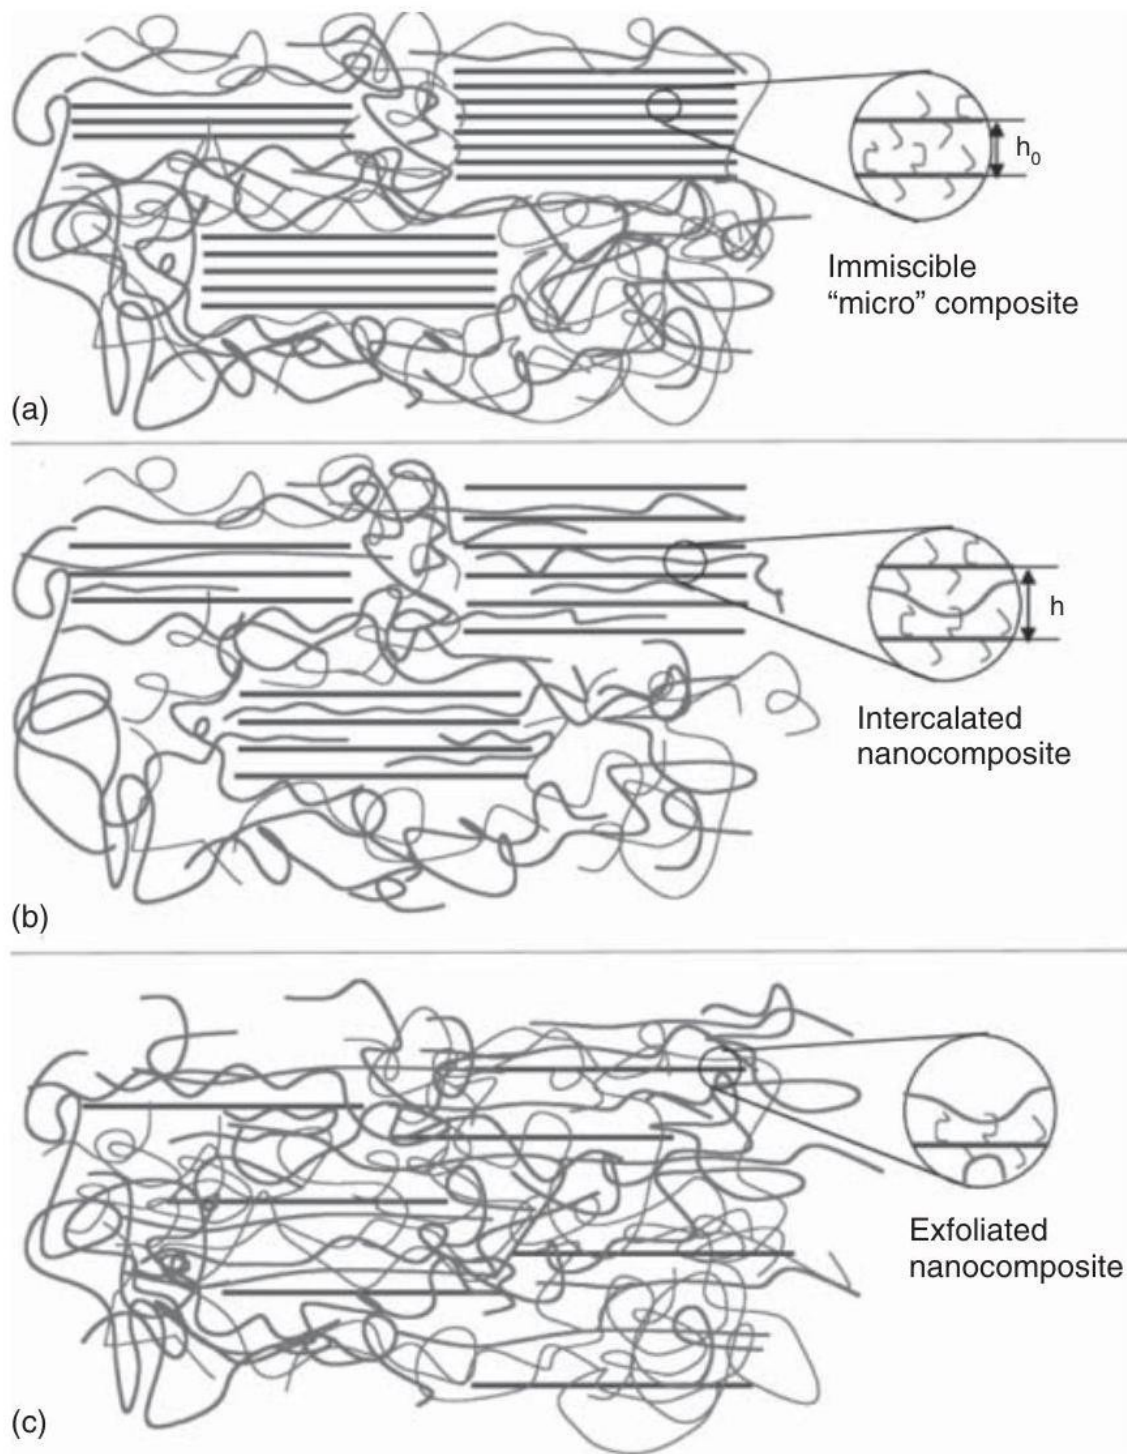 h₀
Immiscible
“micro” composite
(a)
h
Intercalated
nanocomposite
(b)
Exfoliated
nanocomposite
(c)